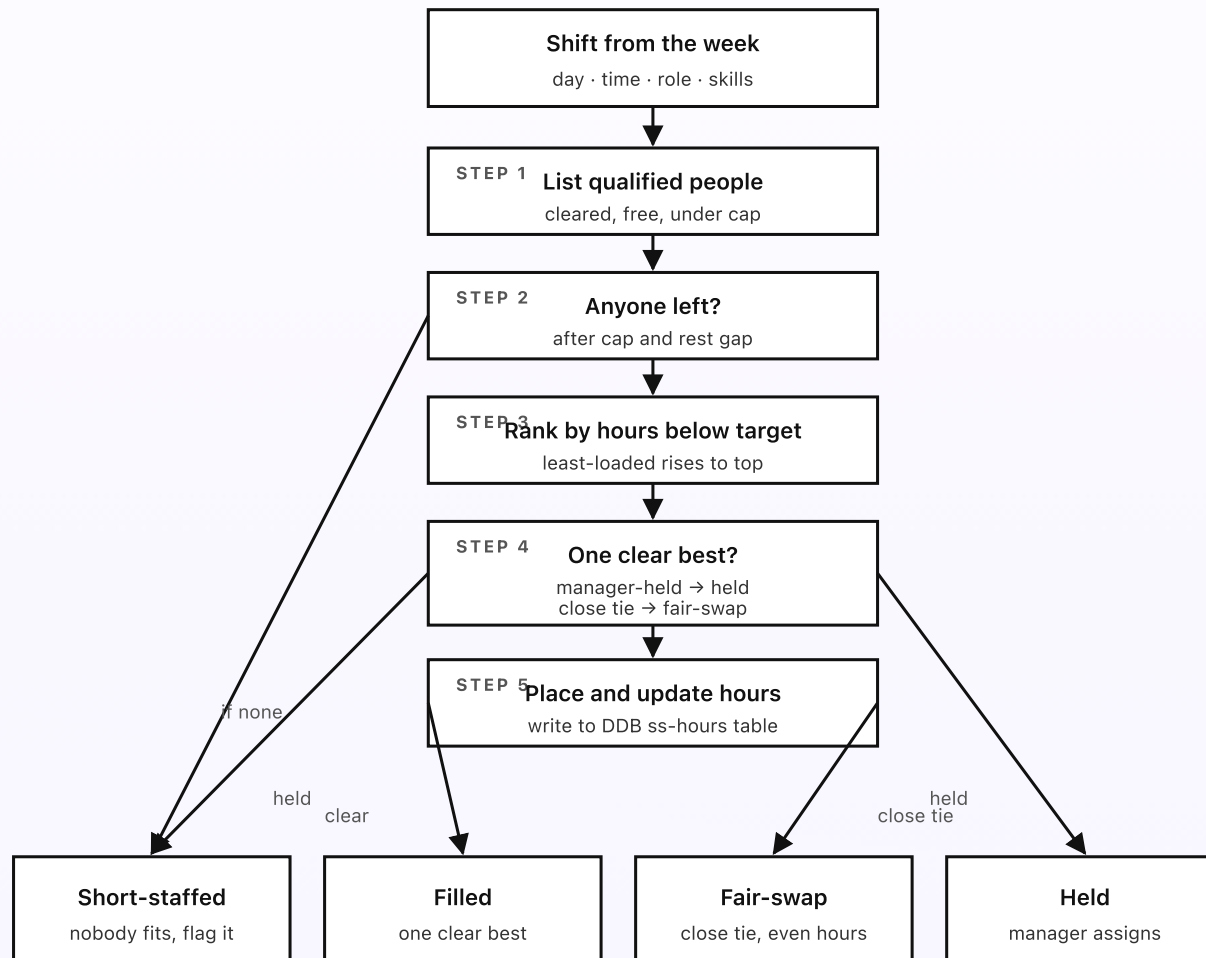 Shift from the week
day · time · role · skills
STEP 1
List qualified people
cleared, free, under cap
STEP 2
Anyone left?
after cap and rest gap
STEP 3
Rank by hours below target
least-loaded rises to top
STEP 4
One clear best?
manager-held → held
close tie → fair-swap
STEP 5
Place and update hours
write to DDB ss-hours table
if none
held
clear
held
close tie
Short-staffed
nobody fits, flag it
Filled
one clear best
Fair-swap
close tie, even hours
Held
manager assigns